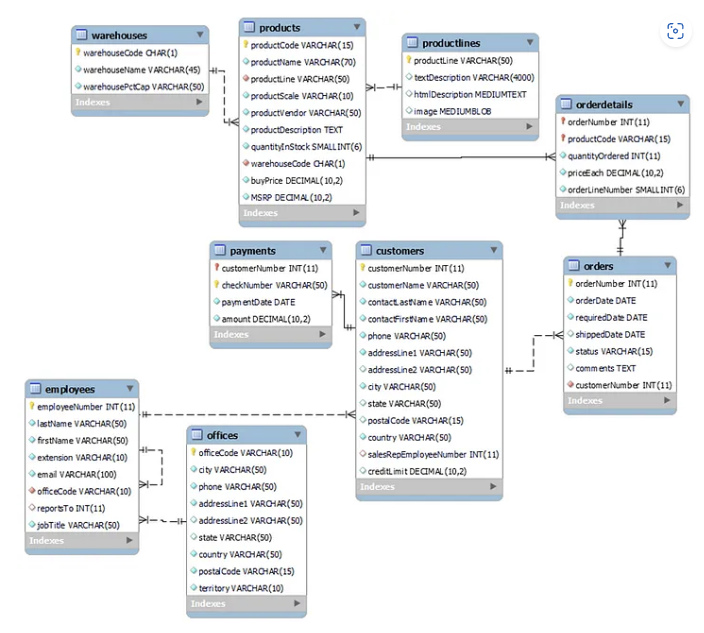 warehouses
warehouseCode CHAR(1)
warehouseName VARCHAR(45)
warehousePctCap VARCHAR(50)
Indexes
products
productCode VARCHAR(15)
productName VARCHAR(70)
productLine VARCHAR(50)
productScale VARCHAR(10)
productVendor VARCHAR(50)
productDescription TEXT
quantityInStock SMALLINT(6)
warehouseCode CHAR(1)
buyPrice DECIMAL(10,2)
MSRP DECIMAL(10,2)
Indexes
productlines
productLine VARCHAR(50)
textDescription VARCHAR(4000)
htmlDescription MEDIUMTEXT
image MEDIUMBLOB
Indexes
orderdetails
orderNumber INT(11)
productCode VARCHAR(15)
quantityOrdered INT(11)
priceEach DECIMAL(10,2)
orderLineNumber SMALLINT(6)
Indexes
payments
customerNumber INT(11)
checkNumber VARCHAR(50)
paymentDate DATE
amount DECIMAL(10,2)
Indexes
customers
customerNumber INT(11)
customerName VARCHAR(50)
contactLastName VARCHAR(50)
contactFirstName VARCHAR(50)
phone VARCHAR(50)
addressLine1 VARCHAR(50)
addressLine2 VARCHAR(50)
city VARCHAR(50)
state VARCHAR(50)
postalCode VARCHAR(15)
country VARCHAR(50)
salesRepEmployeeNumber INT(11)
creditLimit DECIMAL(10,2)
Indexes
orders
orderNumber INT(11)
orderDate DATE
requiredDate DATE
shippedDate DATE
status VARCHAR(15)
comments TEXT
customerNumber INT(11)
Indexes
employees
employeeNumber INT(11)
lastName VARCHAR(50)
firstName VARCHAR(50)
extension VARCHAR(10)
email VARCHAR(100)
officeCode VARCHAR(10)
reportsTo INT(11)
jobTitle VARCHAR(50)
Indexes
offices
officeCode VARCHAR(10)
city VARCHAR(50)
phone VARCHAR(50)
addressLine1 VARCHAR(50)
addressLine2 VARCHAR(50)
state VARCHAR(50)
country VARCHAR(50)
postalCode VARCHAR(15)
territory VARCHAR(10)
Indexes